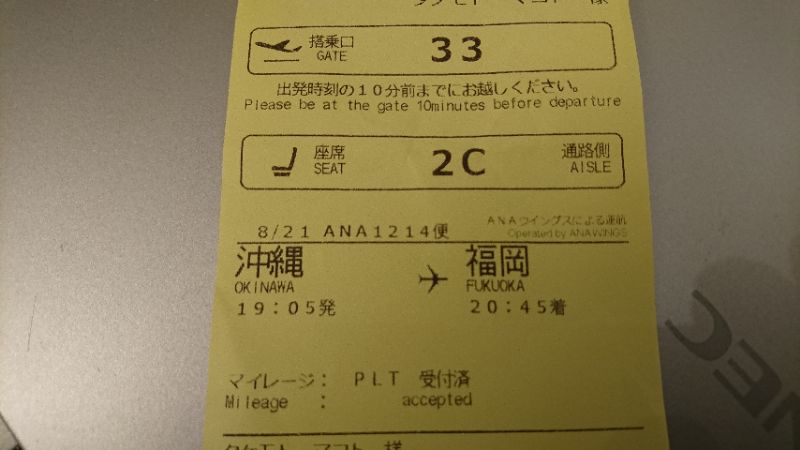 搭乗口
GATE
33
出発時刻の10分前までにお越しください。
Please be at the gate 10minutes before departure
座席
SEAT
2C
通路側
AISLE
8/21 ANA1214便
ANAウイングスによる運航
Operated by ANAWINGS
沖縄
OKINAWA
福岡
FUKUOKA
19:05発
20:45着
マイレージ: PLT 受付済
Mileage : accepted
様
NEC